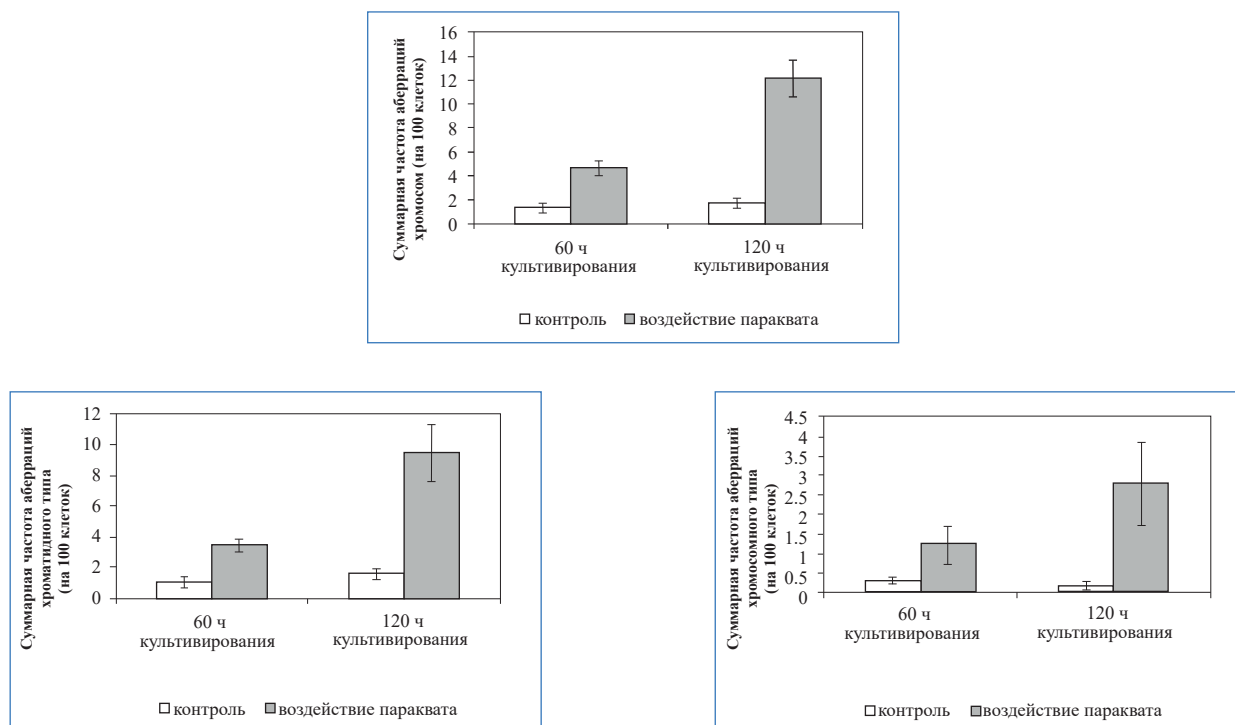 Суммарная частота аберраций
хромосом (на 100 клеток)
16
14
12
10
8
6
4
2
0
60 ч
культивирования
120 ч
культивирования
контроль
воздействие параквата
Суммарная частота аберраций
хроматидного типа
(на 100 клеток)
12
10
8
6
4
2
0
60 ч
культивирования
120 ч
культивирования
контроль
воздействие параквата
Суммарная частота аберраций
хромосомного типа
(на 100 клеток)
4.5
4
3.5
3
2.5
2
1.5
1
0.5
0
60 ч
культивирования
120 ч
культивирования
контроль
воздействие параквата